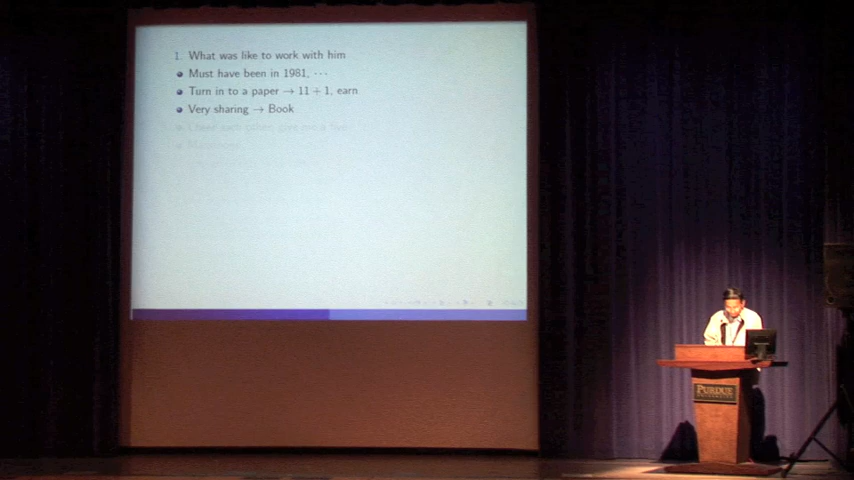 1. What was like to work with him
Must have been in 1981, ···
Turn in to a paper → 11 + 1, earn
Very sharing → Book
PURDUE
UNIVERSITY